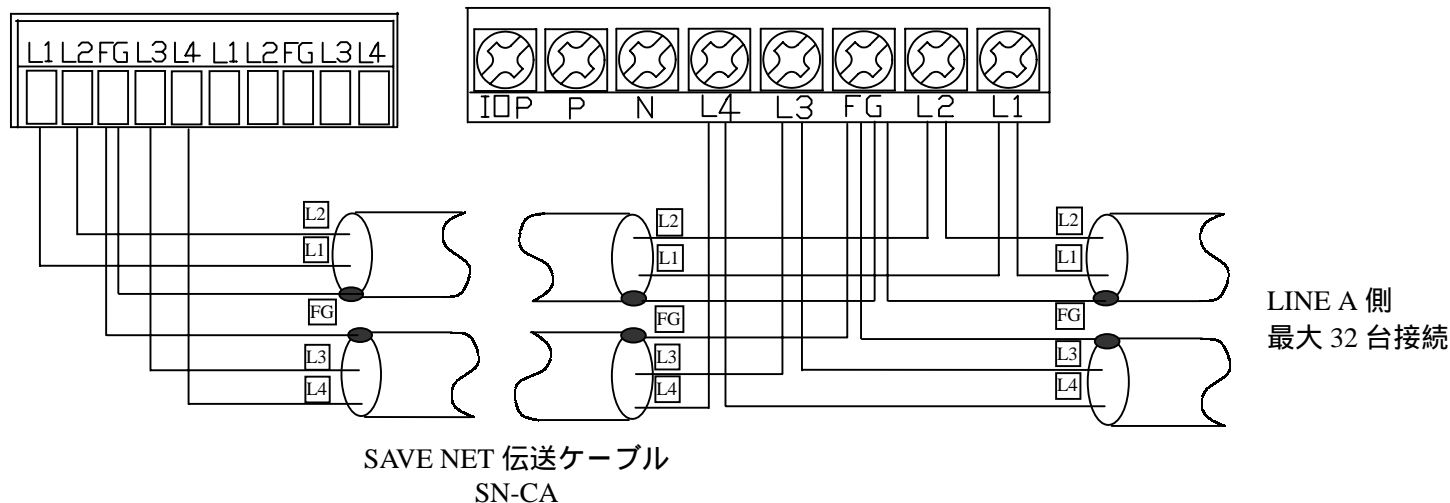 L1 L2 FG L3 L4 L1 L2 FG L3 L4
IOP P N L4 L3 FG L2 L1
L2 L2 L2
L1 L1 L1
FG FG FG
L3 L3 L3
L4 L4 L4
LINE A 側
最大 32 台接続
SAVE NET 伝送ケーブル
SN-CA